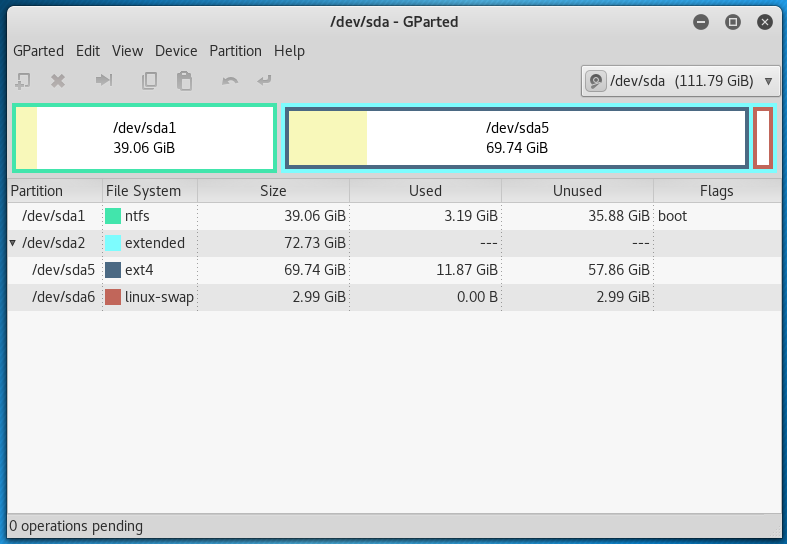 /dev/sda - GParted
GParted Edit View Device Partition Help
/dev/sda (111.79 GiB)
/dev/sda1 /dev/sda5
39.06 GiB 69.74 GiB
Partition File System Size Used Unused Flags
/dev/sda1 ntfs 39.06 GiB 3.19 GiB 35.88 GiB boot
/dev/sda2 extended 72.73 GiB --- ---
/dev/sda5 ext4 69.74 GiB 11.87 GiB 57.86 GiB
/dev/sda6 linux-swap 2.99 GiB 0.00 B 2.99 GiB
0 operations pending